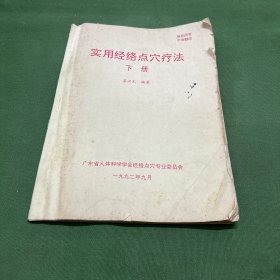 实用经络点穴疗法
下册
编著
广东省人体科学学会经络点穴专业委员会
一九九二年九月